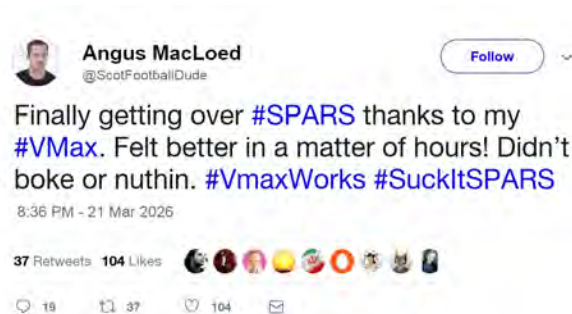 Angus MacLoed
@ScotFootballDude
Follow
Finally getting over #SPARS thanks to my
#VMax. Felt better in a matter of hours! Didn't
boke or nuthin. #VmaxWorks #SuckItSPARS
8:36 PM - 21 Mar 2026
37 Retweets 104 Likes
19 37 104